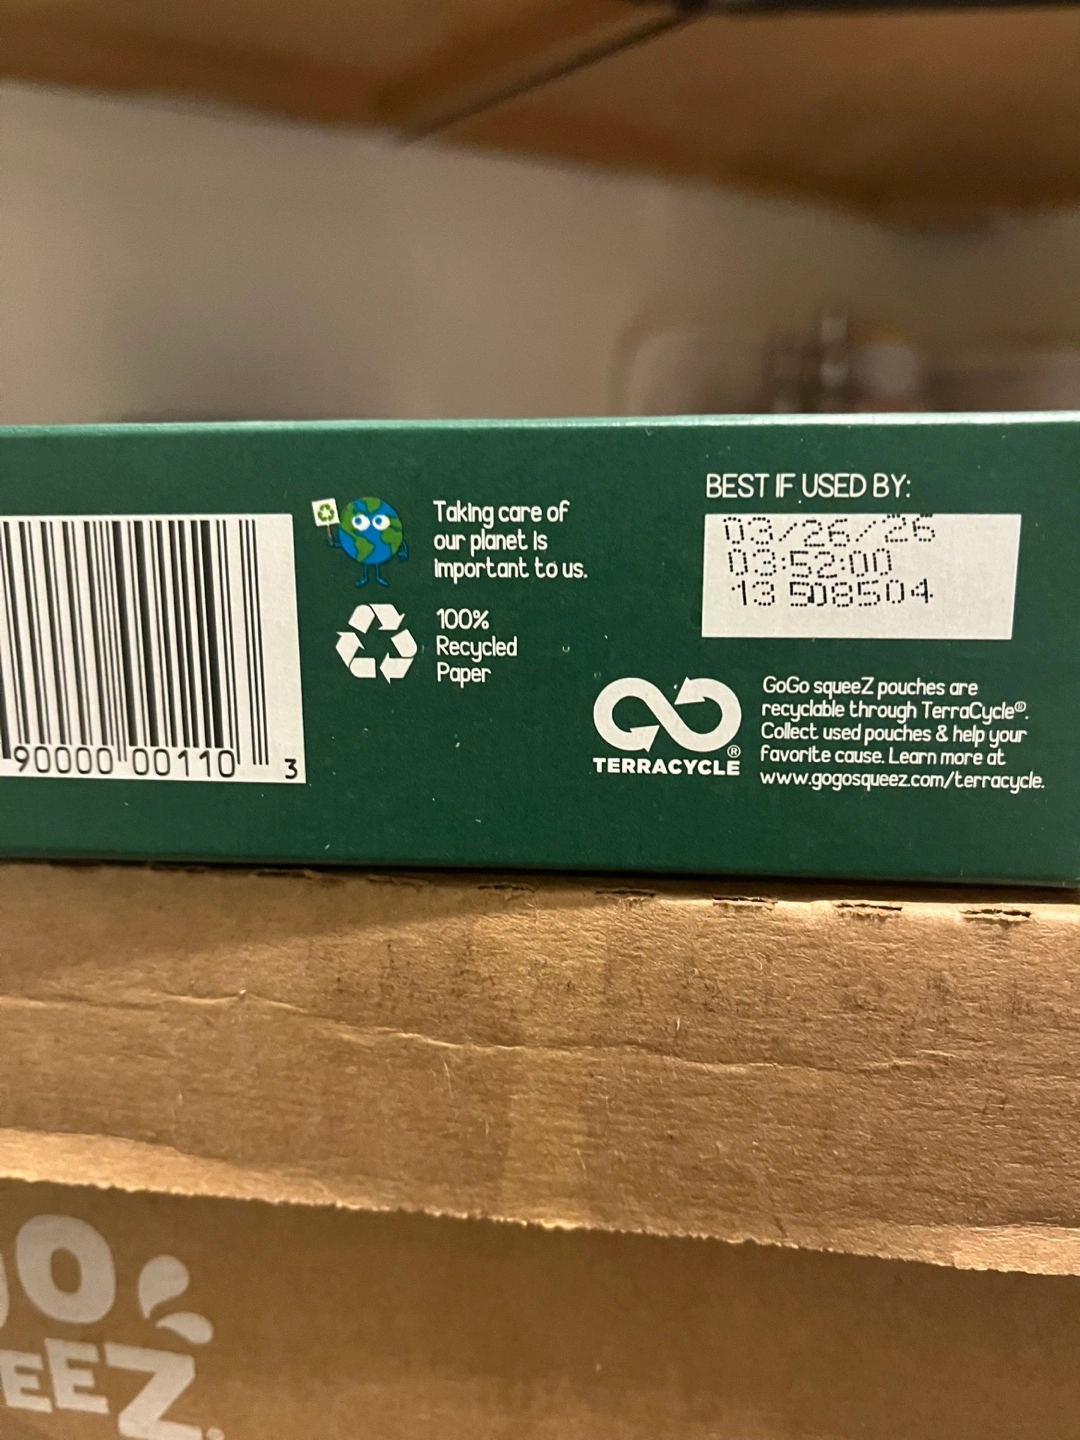 Taking care of
our planet is
important to us.
100%
Recycled
Paper
90000 00110 3
BEST IF USED BY:
03/26/26
03:52:00
13 508504
TERRACYCLE®
GoGo squeeZ pouches are
recyclable through TerraCycle®.
Collect used pouches & help your
favorite cause. Learn more at
www.gogosqueez.com/terracycle.
GO
EEZ